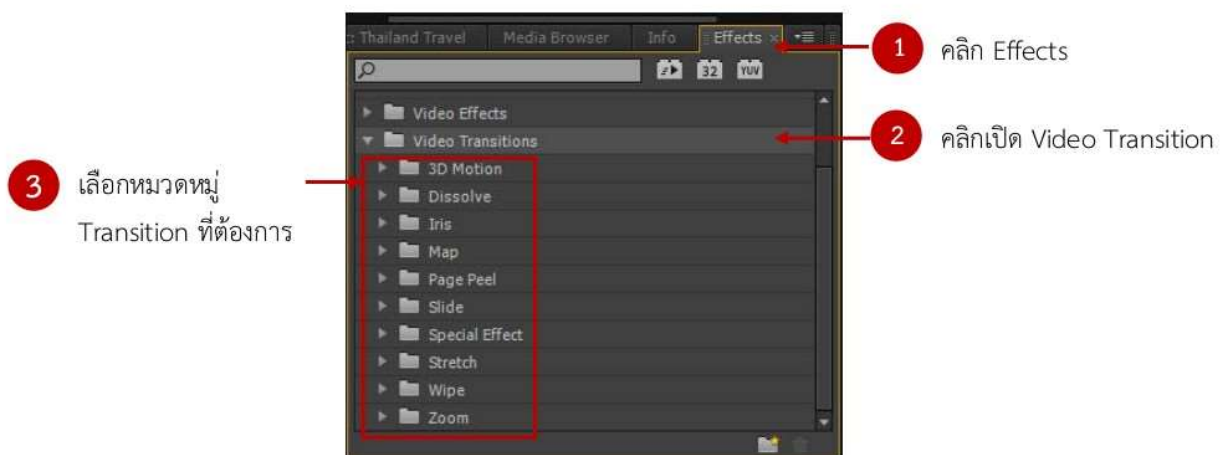 : Thailand Travel Media Browser Info Effects ×
32 YUV
Video Effects
Video Transitions
3D Motion
Dissolve
Iris
Map
Page Peel
Slide
Special Effect
Stretch
Wipe
Zoom
1 คลิก Effects
2 คลิกเปิด Video Transition
3 เลือกหมวดหมู่
Transition ที่ต้องการ